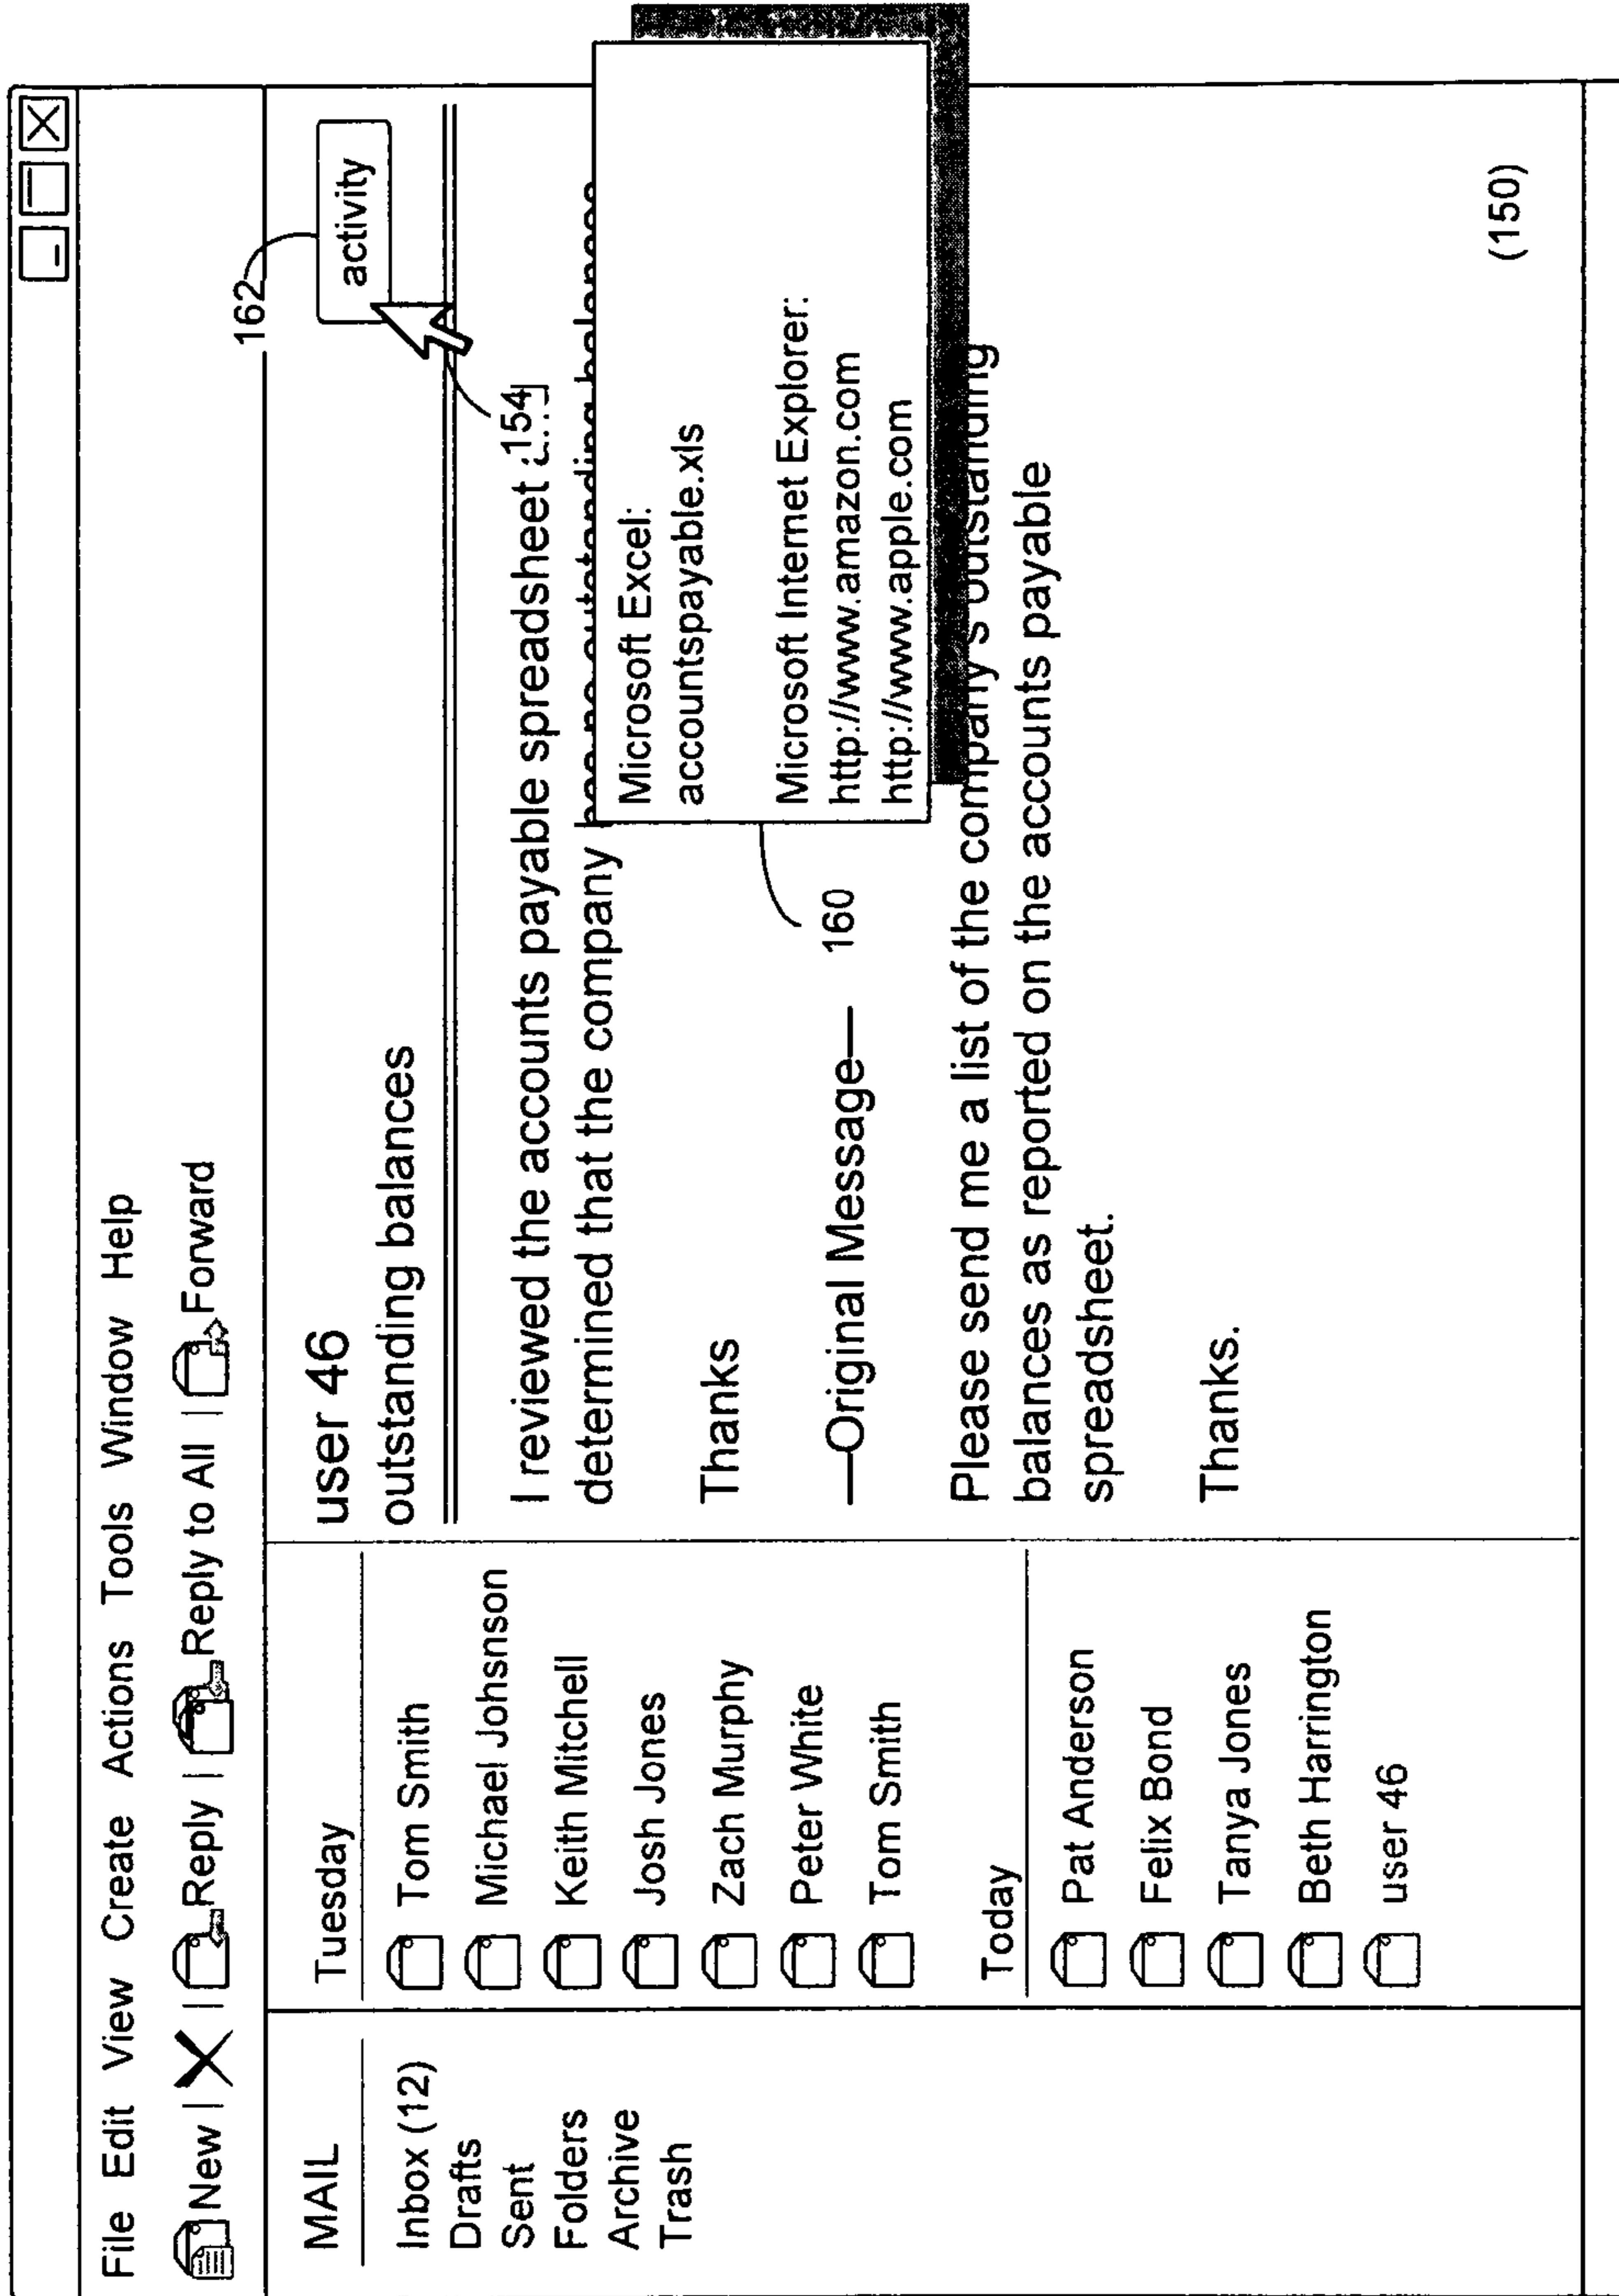 File Edit View Create Actions Tools Window Help
New | X | Reply | Reply to All | Forward
MAIL
Inbox (12)
Drafts
Sent
Folders
Archive
Trash
Tuesday
Tom Smith
Michael Johsnson
Keith Mitchell
Josh Jones
Zach Murphy
Peter White
Tom Smith
Today
Pat Anderson
Felix Bond
Tanya Jones
Beth Harrington
user 46
162
user 46
activity
outstanding balances
154
I reviewed the accounts payable spreadsheet
determined that the company has no outstanding balances
Microsoft Excel:
accountspayable.xls
Microsoft Internet Explorer:
http://www.amazon.com
http://www.apple.com
160
Thanks
—Original Message—
Please send me a list of the company's outstanding
balances as reported on the accounts payable
spreadsheet.
Thanks.
(150)